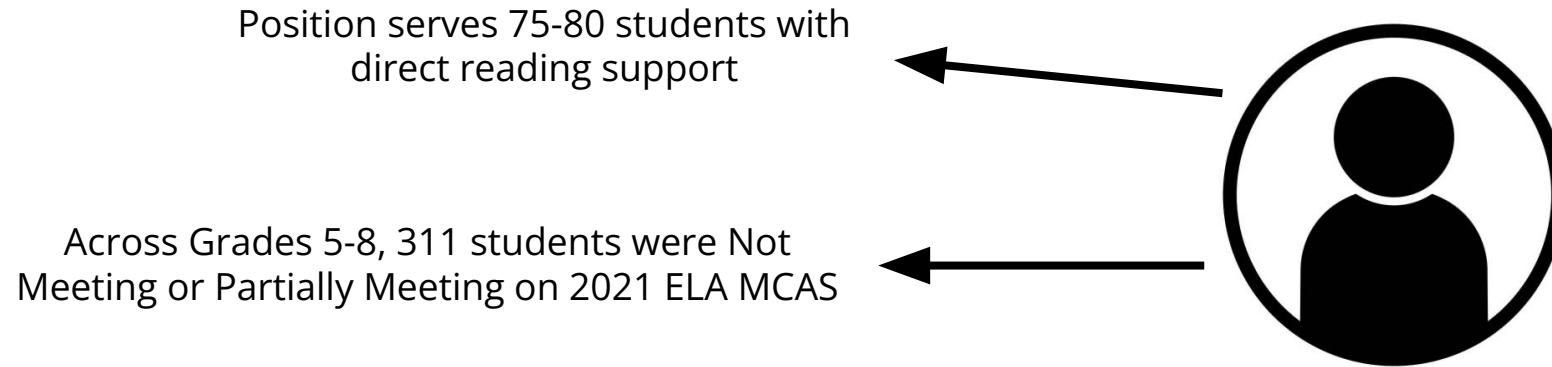 Position serves 75-80 students with
direct reading support
Across Grades 5-8, 311 students were Not
Meeting or Partially Meeting on 2021 ELA MCAS